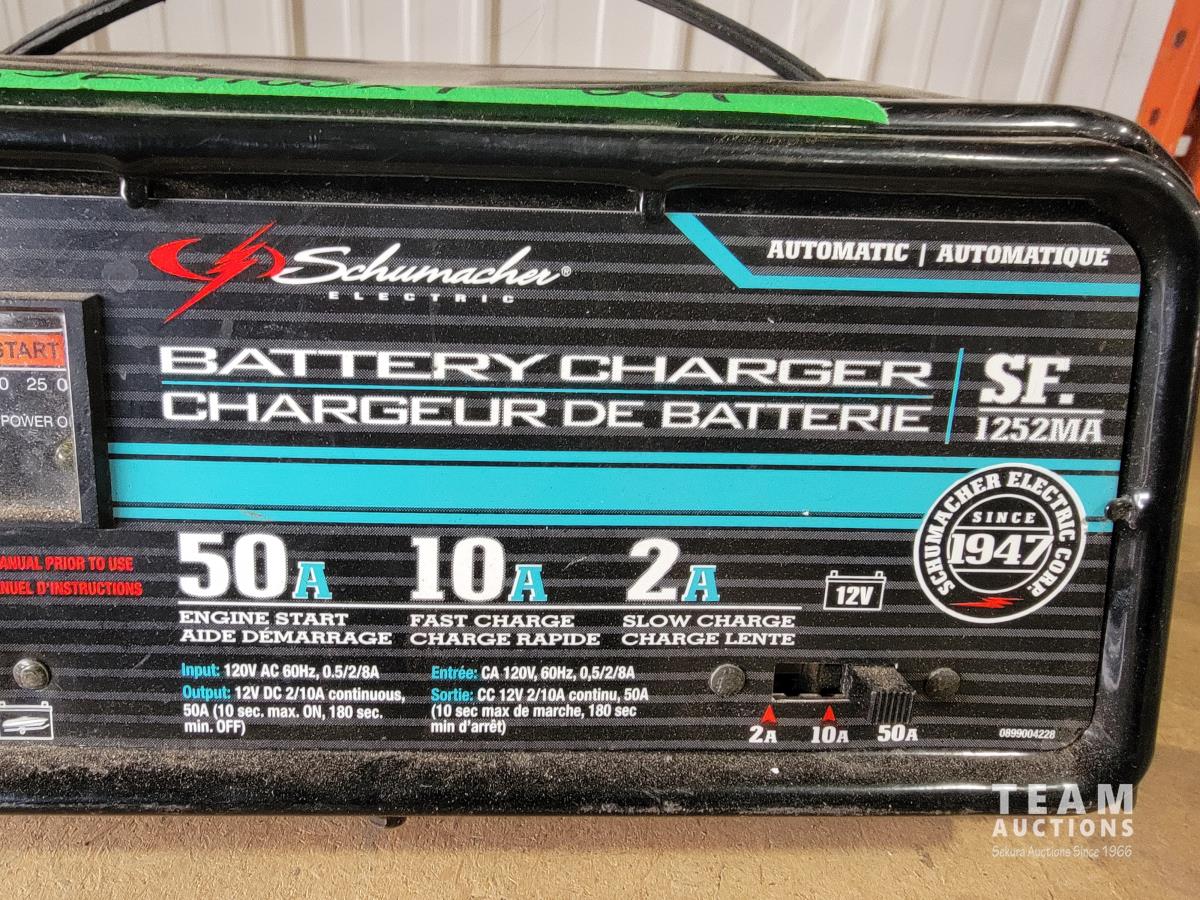 Schumacher®
ELECTRIC
AUTOMATIC | AUTOMATIQUE
START
25 0
POWER O
BATTERY CHARGER
CHARGEUR DE BATTERIE
SF.
1252MA
SCHUMACHER ELECTRIC CORP.
SINCE
1947
ANUAL PRIOR TO USE
NUEL D'INSTRUCTIONS
50A
ENGINE START
AIDE DÉMARRAGE
10A
FAST CHARGE
CHARGE RAPIDE
2A
SLOW CHARGE
CHARGE LENTE
12V
Input: 120V AC 60Hz, 0.5/2/8A
Output: 12V DC 2/10A continuous,
50A (10 sec. max. ON, 180 sec.
min. OFF)
Entrée: CA 120V, 60Hz, 0,5/2/8A
Sortie: CC 12V 2/10A continu, 50A
(10 sec max de marche, 180 sec
min d'arrêt)
2A 10A 50A
0899004228
TEAM
AUCTIONS
Sekura Auctions Since 1966